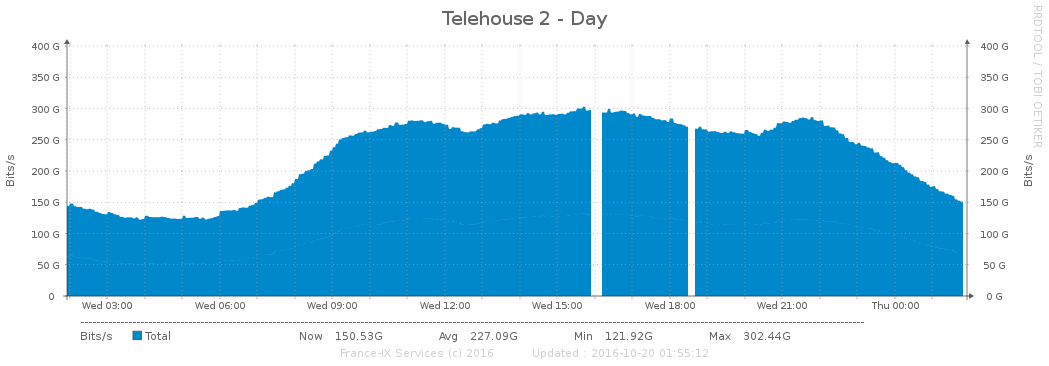 Telehouse 2 - Day
RRDTOOL / TOBI OETIKER
Bits/s
400 G
350 G
300 G
250 G
200 G
150 G
100 G
50 G
0
400 G
350 G
300 G
250 G
200 G
150 G
100 G
50 G
0 G
Bits/s
Wed 03:00 Wed 06:00 Wed 09:00 Wed 12:00 Wed 15:00 Wed 18:00 Wed 21:00 Thu 00:00
Bits/s Total Now 150.53G Avg 227.09G Min 121.92G Max 302.44G
France-IX Services (c) 2016 Updated : 2016-10-20 01:55:12